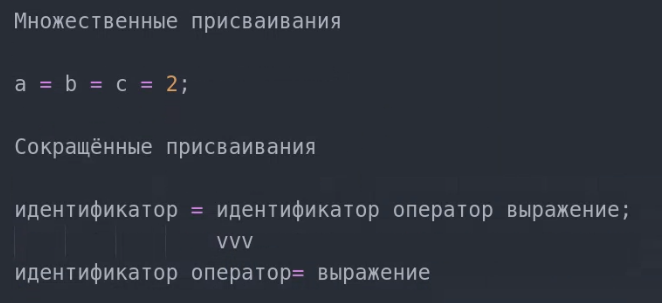 Множественные присваивания
a = b = c = 2;
Сокращённые присваивания
идентификатор = идентификатор оператор выражение;
vvv
идентификатор оператор= выражение